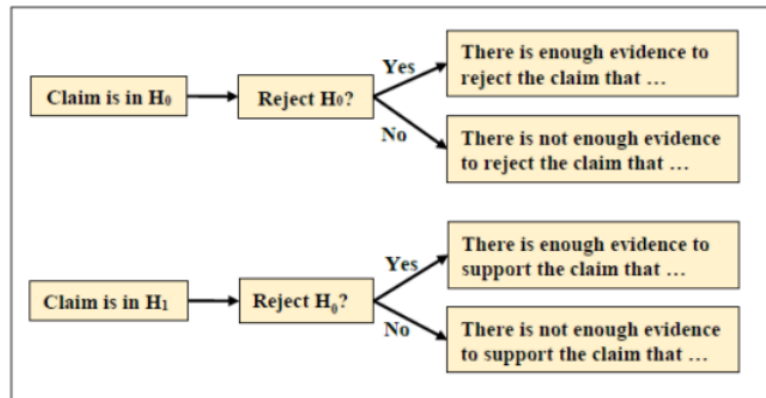 Claim is in H₀
Reject H₀?
Yes
There is enough evidence to
reject the claim that …
No
There is not enough evidence
to reject the claim that …
Claim is in H₁
Reject H₀?
Yes
There is enough evidence to
support the claim that …
No
There is not enough evidence
to support the claim that …